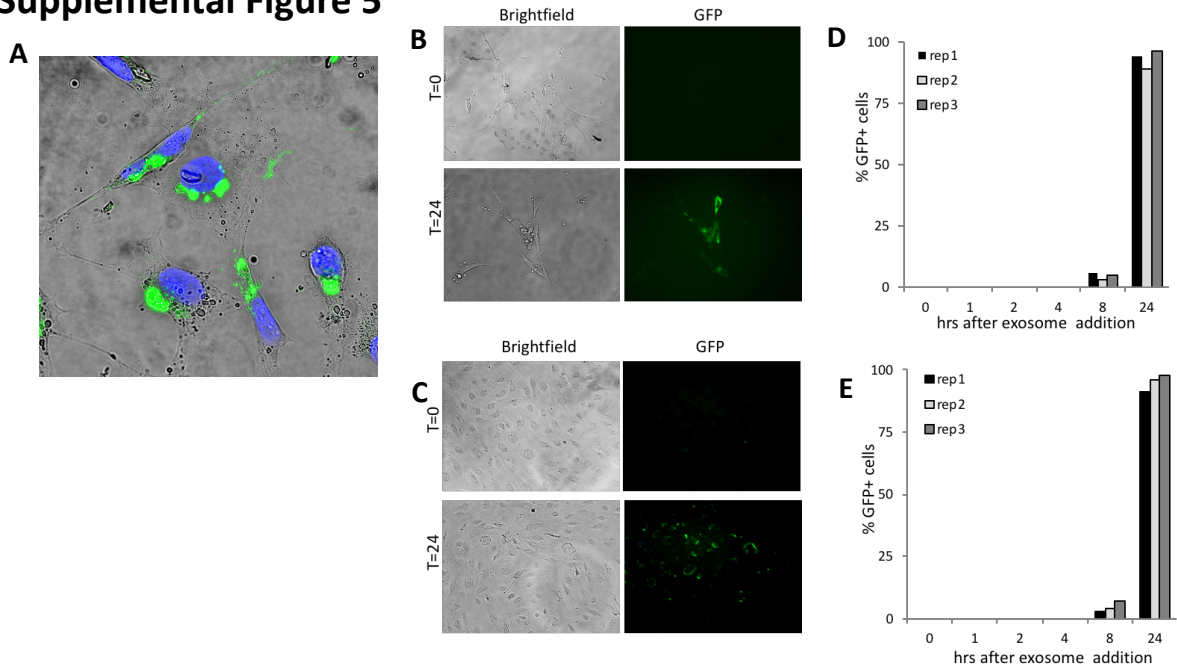 Supplemental Figure 5
A
B
Brightfield
GFP
T=0
T=24
C
Brightfield
GFP
T=0
T=24
D
rep1
rep2
rep3
% GFP+ cells
100
75
50
25
0
0 1 2 4 8 24
hrs after exosome addition
E
rep1
rep2
rep3
% GFP+ cells
100
75
50
25
0
0 1 2 4 8 24
hrs after exosome addition